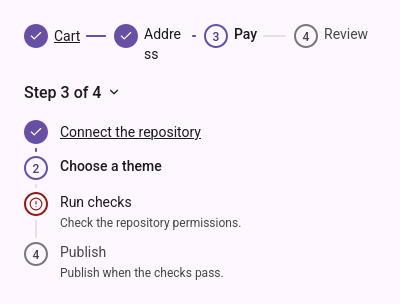 Cart Addre 3 Pay 4 Review
ss
Step 3 of 4
Connect the repository
2 Choose a theme
Run checks
Check the repository permissions.
4 Publish
Publish when the checks pass.